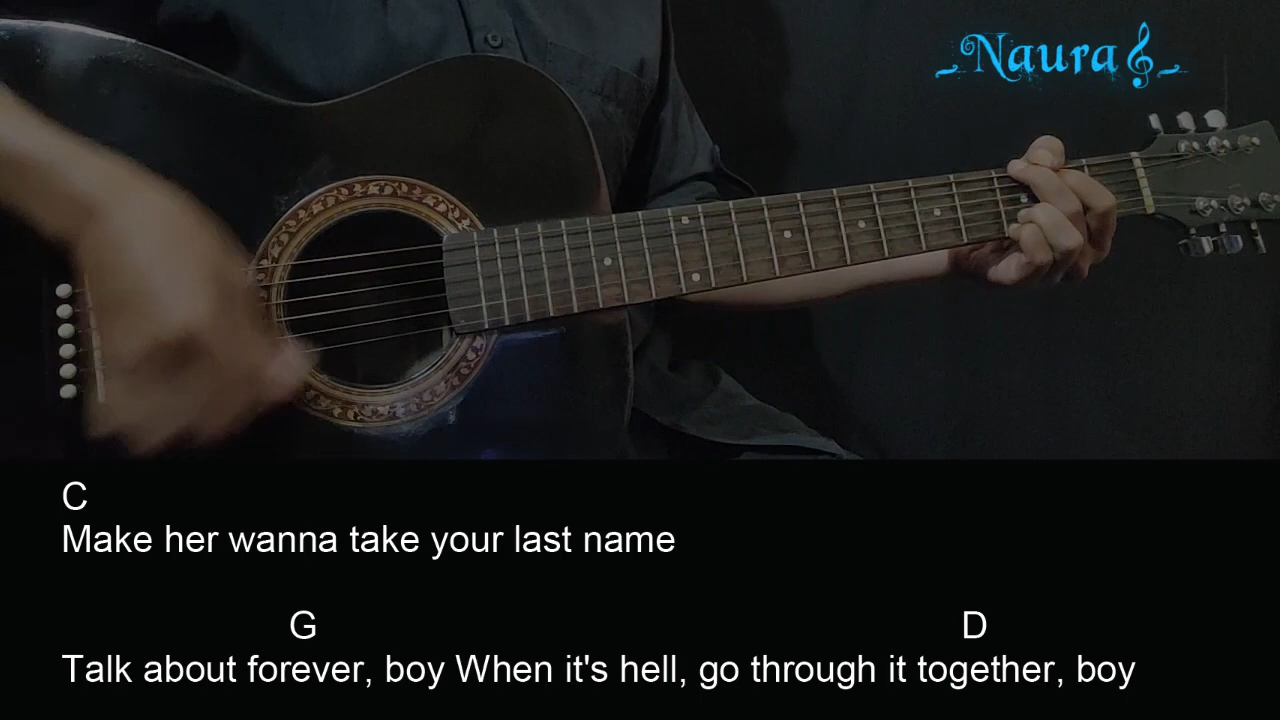 Naura
C
Make her wanna take your last name
G D
Talk about forever, boy When it's hell, go through it together, boy